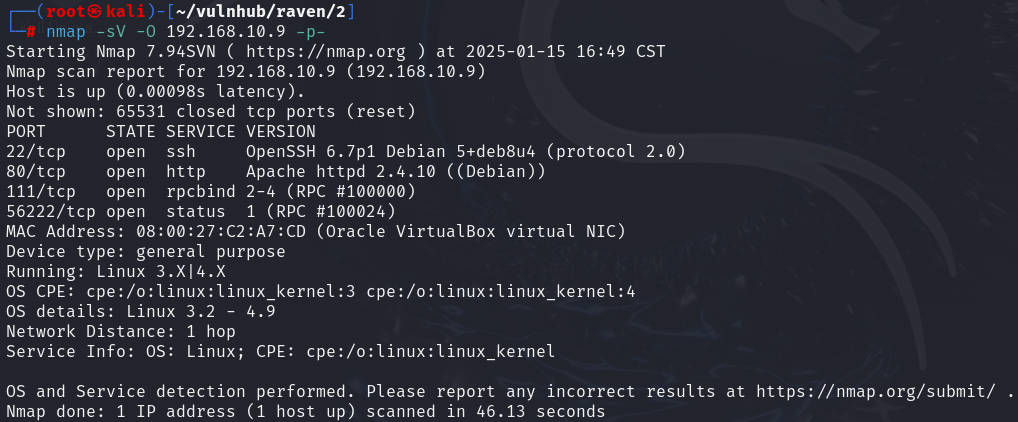 ┌──(root㉿kali)-[~/vulnhub/raven/2]
└─# nmap -sV -O 192.168.10.9 -p-
Starting Nmap 7.94SVN ( https://nmap.org ) at 2025-01-15 16:49 CST
Nmap scan report for 192.168.10.9 (192.168.10.9)
Host is up (0.00098s latency).
Not shown: 65531 closed tcp ports (reset)
PORT      STATE SERVICE VERSION
22/tcp    open  ssh     OpenSSH 6.7p1 Debian 5+deb8u4 (protocol 2.0)
80/tcp    open  http    Apache httpd 2.4.10 ((Debian))
111/tcp   open  rpcbind 2-4 (RPC #100000)
56222/tcp open  status  1 (RPC #100024)
MAC Address: 08:00:27:C2:A7:CD (Oracle VirtualBox virtual NIC)
Device type: general purpose
Running: Linux 3.X|4.X
OS CPE: cpe:/o:linux:linux_kernel:3 cpe:/o:linux:linux_kernel:4
OS details: Linux 3.2 - 4.9
Network Distance: 1 hop
Service Info: OS: Linux; CPE: cpe:/o:linux:linux_kernel

OS and Service detection performed. Please report any incorrect results at https://nmap.org/submit/ .
Nmap done: 1 IP address (1 host up) scanned in 46.13 seconds